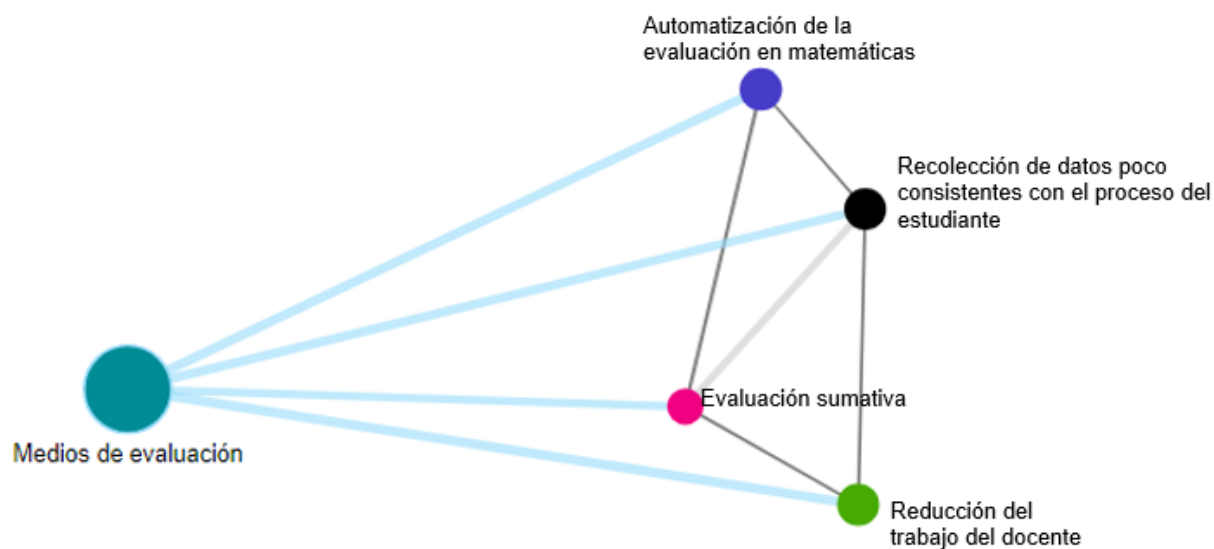 Automatización de la
evaluación en matemáticas
Recolección de datos poco
consistentes con el proceso del
estudiante
Evaluación sumativa
Medios de evaluación
Reducción del
trabajo del docente